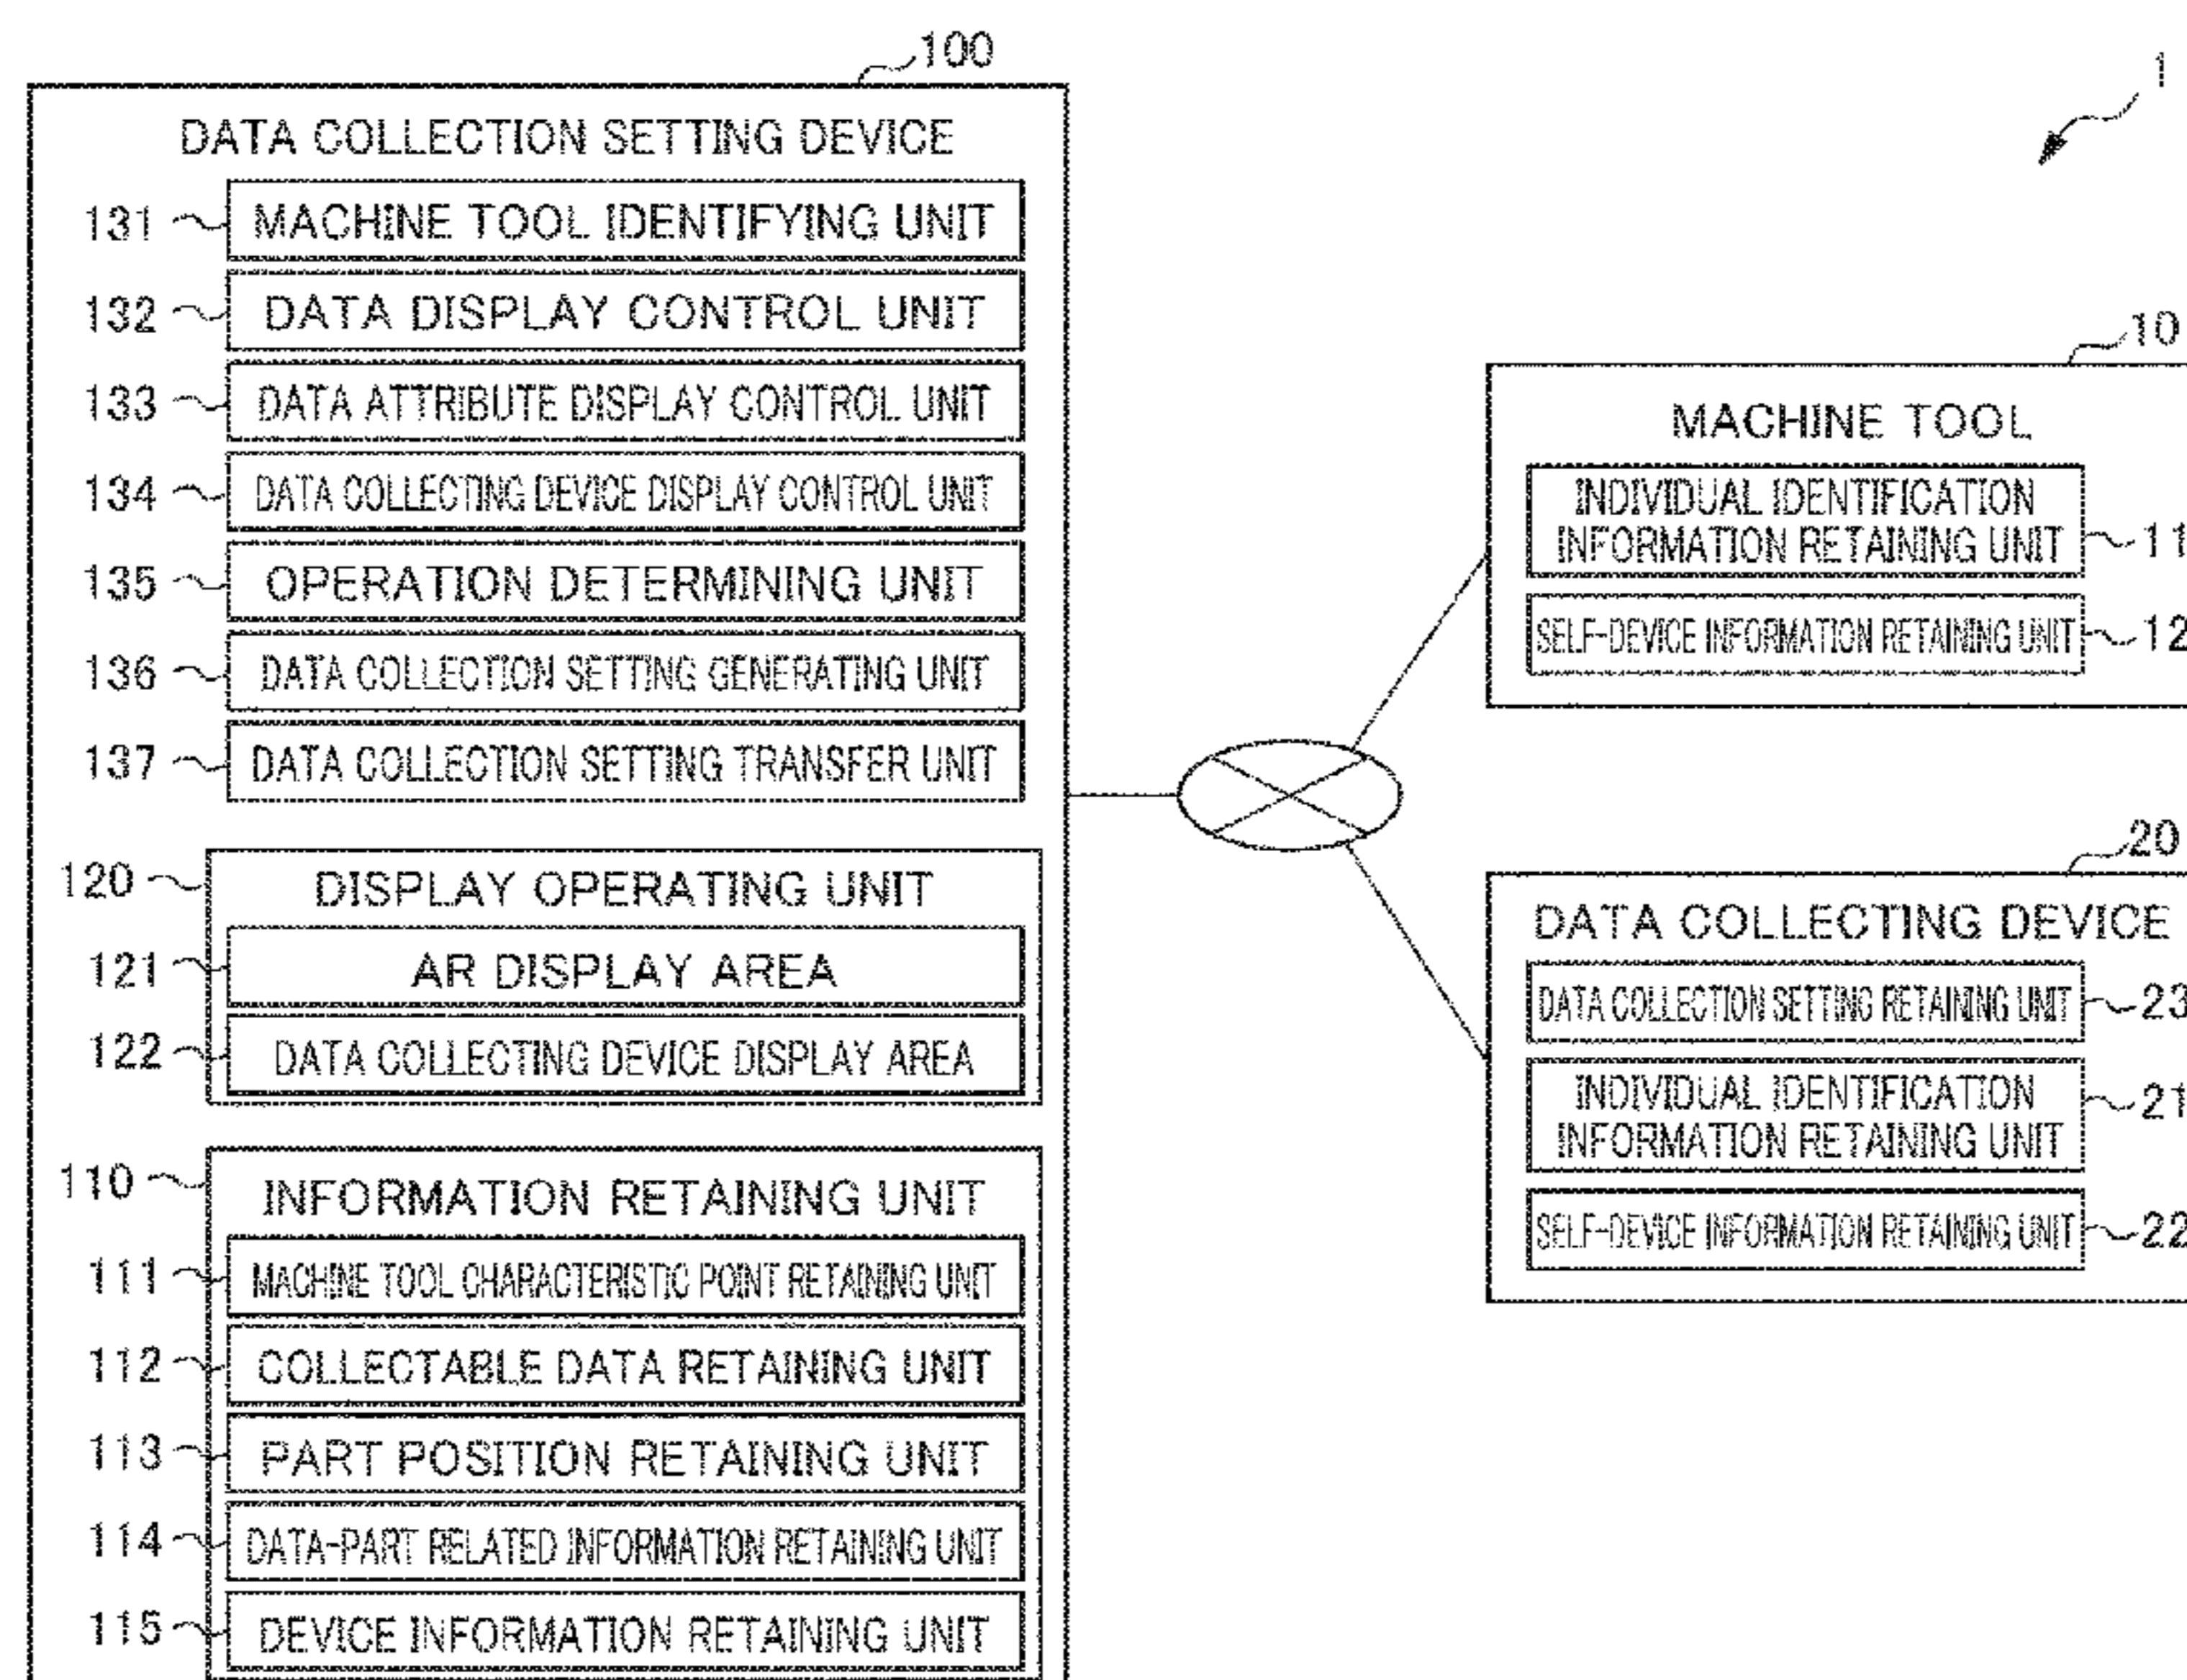 100
DATA COLLECTION SETTING DEVICE
131 MACHINE TOOL IDENTIFYING UNIT
132 DATA DISPLAY CONTROL UNIT
133 DATA ATTRIBUTE DISPLAY CONTROL UNIT
134 DATA COLLECTING DEVICE DISPLAY CONTROL UNIT
135 OPERATION DETERMINING UNIT
136 DATA COLLECTION SETTING GENERATING UNIT
137 DATA COLLECTION SETTING TRANSFER UNIT
120 DISPLAY OPERATING UNIT
121 AR DISPLAY AREA
122 DATA COLLECTING DEVICE DISPLAY AREA
110 INFORMATION RETAINING UNIT
111 MACHINE TOOL CHARACTERISTIC POINT RETAINING UNIT
112 COLLECTABLE DATA RETAINING UNIT
113 PART POSITION RETAINING UNIT
114 DATA-PART RELATED INFORMATION RETAINING UNIT
115 DEVICE INFORMATION RETAINING UNIT
1
10
MACHINE TOOL
INDIVIDUAL IDENTIFICATION
INFORMATION RETAINING UNIT 11
SELF-DEVICE INFORMATION RETAINING UNIT 12
20
DATA COLLECTING DEVICE
DATA COLLECTION SETTING RETAINING UNIT 23
INDIVIDUAL IDENTIFICATION
INFORMATION RETAINING UNIT 21
SELF-DEVICE INFORMATION RETAINING UNIT 22